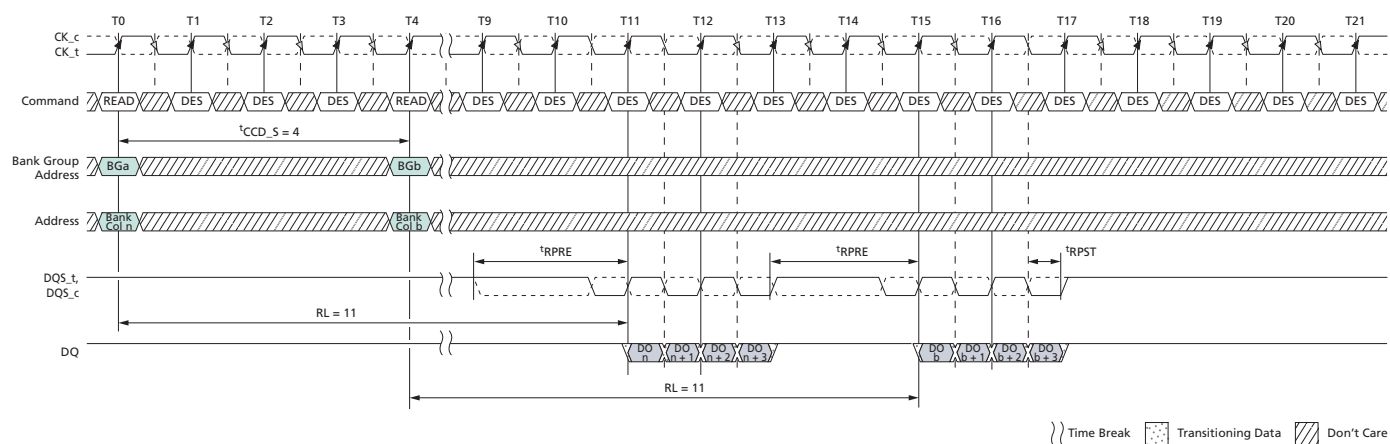 T0 T1 T2 T3 T4 T9 T10 T11 T12 T13 T14 T15 T16 T17 T18 T19 T20 T21
CK_c
CK_t
Command READ DES DES DES READ DES DES DES DES DES DES DES DES DES DES DES DES DES
tCCD_S = 4
Bank Group
Address
BGa BGb
Address
Bank
Col n
Bank
Col b
tRPRE tRPRE tRPST
DQS_t,
DQS_c
RL = 11
DQ
DO
n
DO
n + 1
DO
n + 2
DO
n + 3
DO
b
DO
b + 1
DO
b + 2
DO
b + 3
RL = 11
Time Break Transitioning Data Don't Care